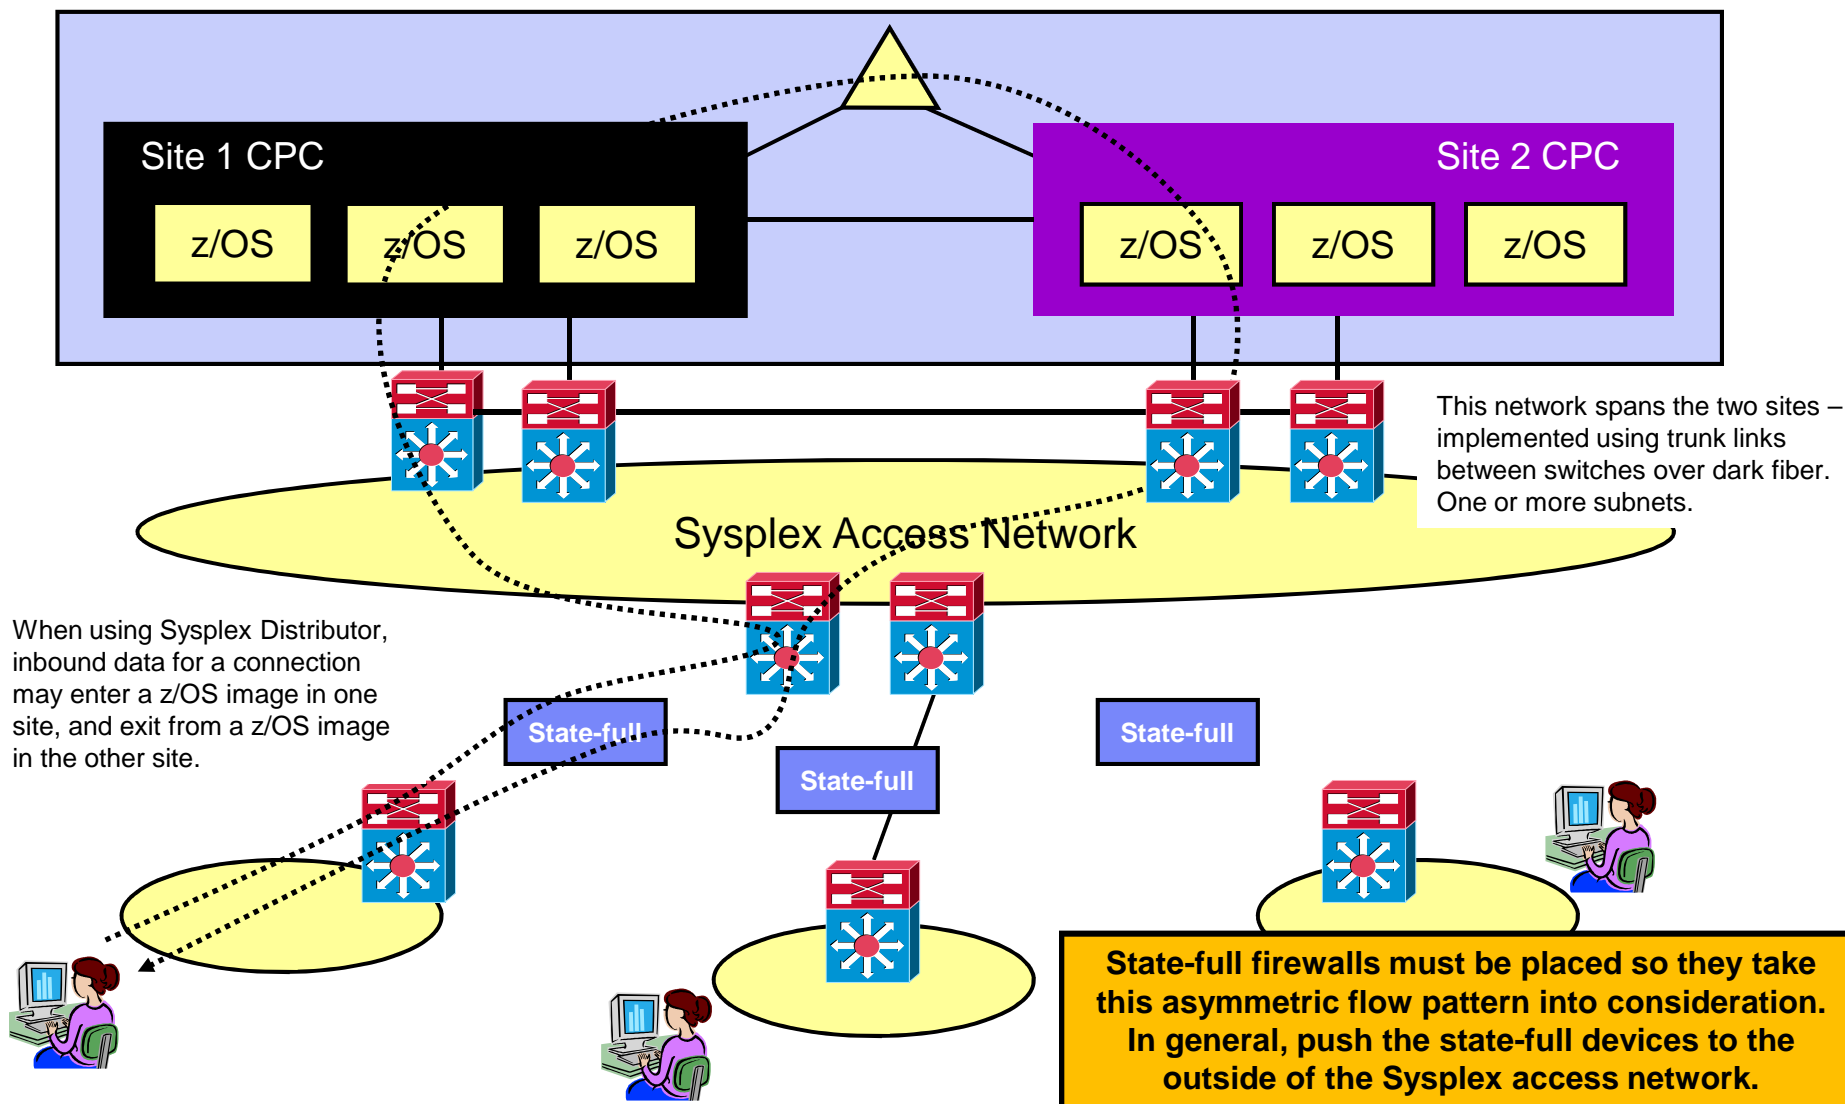 Site 1 CPC
Site 2 CPC
z/OS
z/OS
z/OS
z/OS
z/OS
z/OS
This network spans the two sites –
implemented using trunk links
between switches over dark fiber.
One or more subnets.
Sysplex Access Network
When using Sysplex Distributor,
inbound data for a connection
may enter a z/OS image in one
site, and exit from a z/OS image
in the other site.
State-full
State-full
State-full
State-full firewalls must be placed so they take
this asymmetric flow pattern into consideration.
In general, push the state-full devices to the
outside of the Sysplex access network.